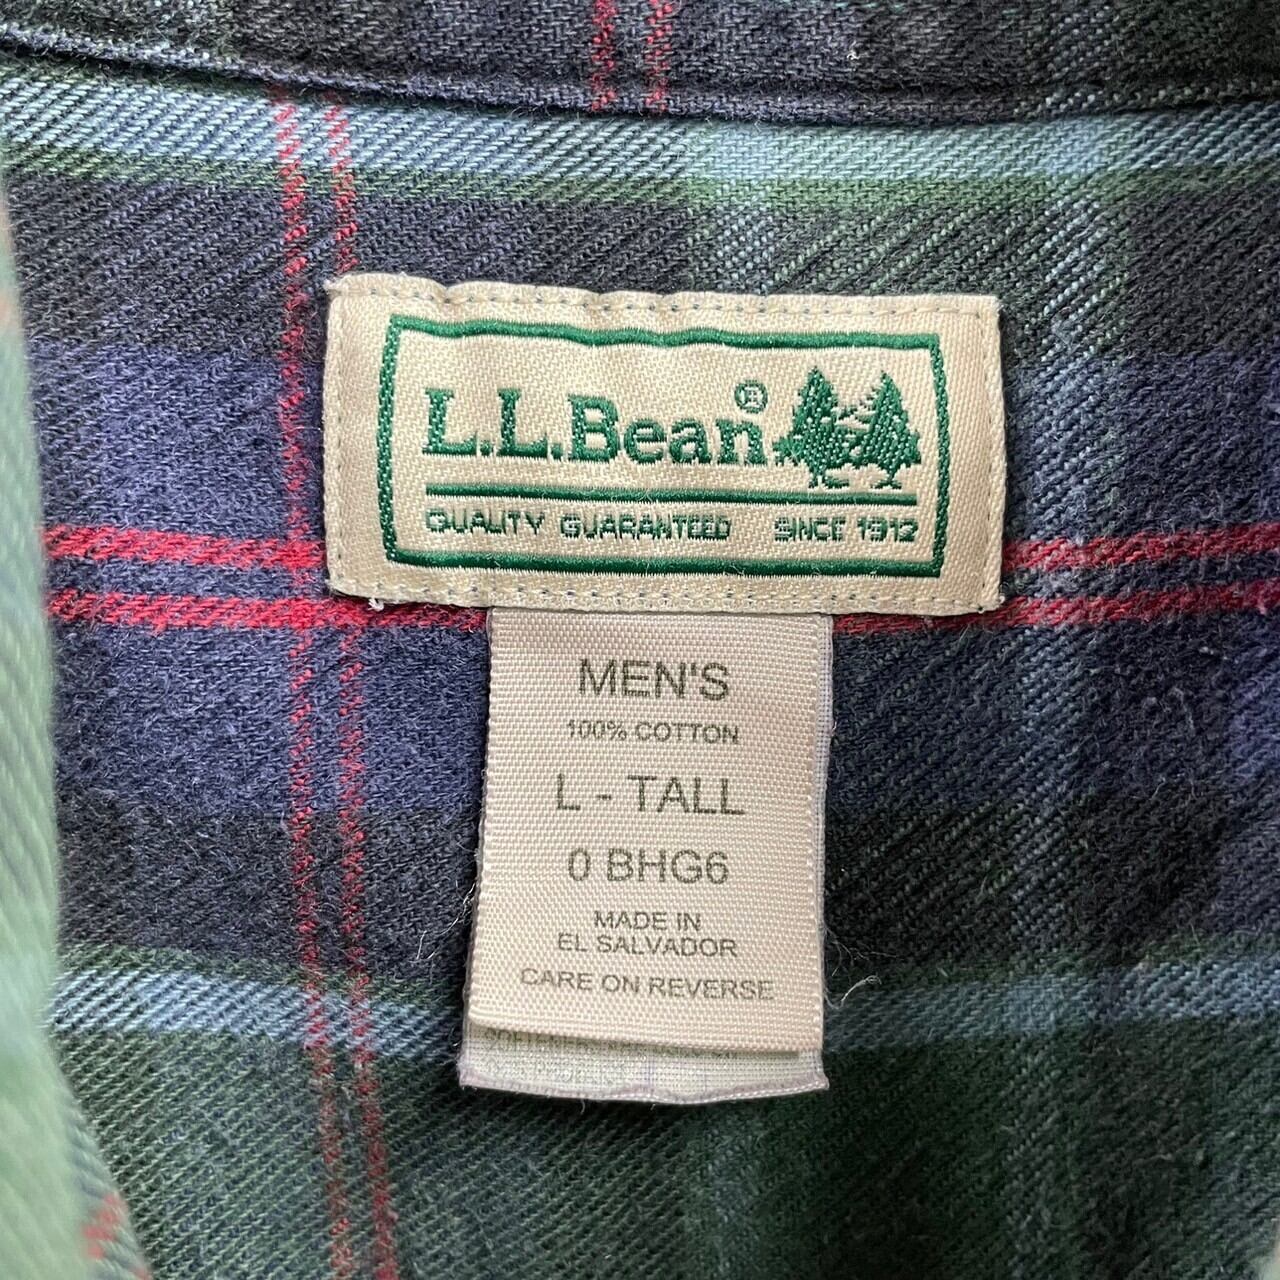 L.L.Bean®
QUALITY GUARANTEED SINCE 1912
MEN'S
100% COTTON
L - TALL
0 BHG6
MADE IN
EL SALVADOR
CARE ON REVERSE